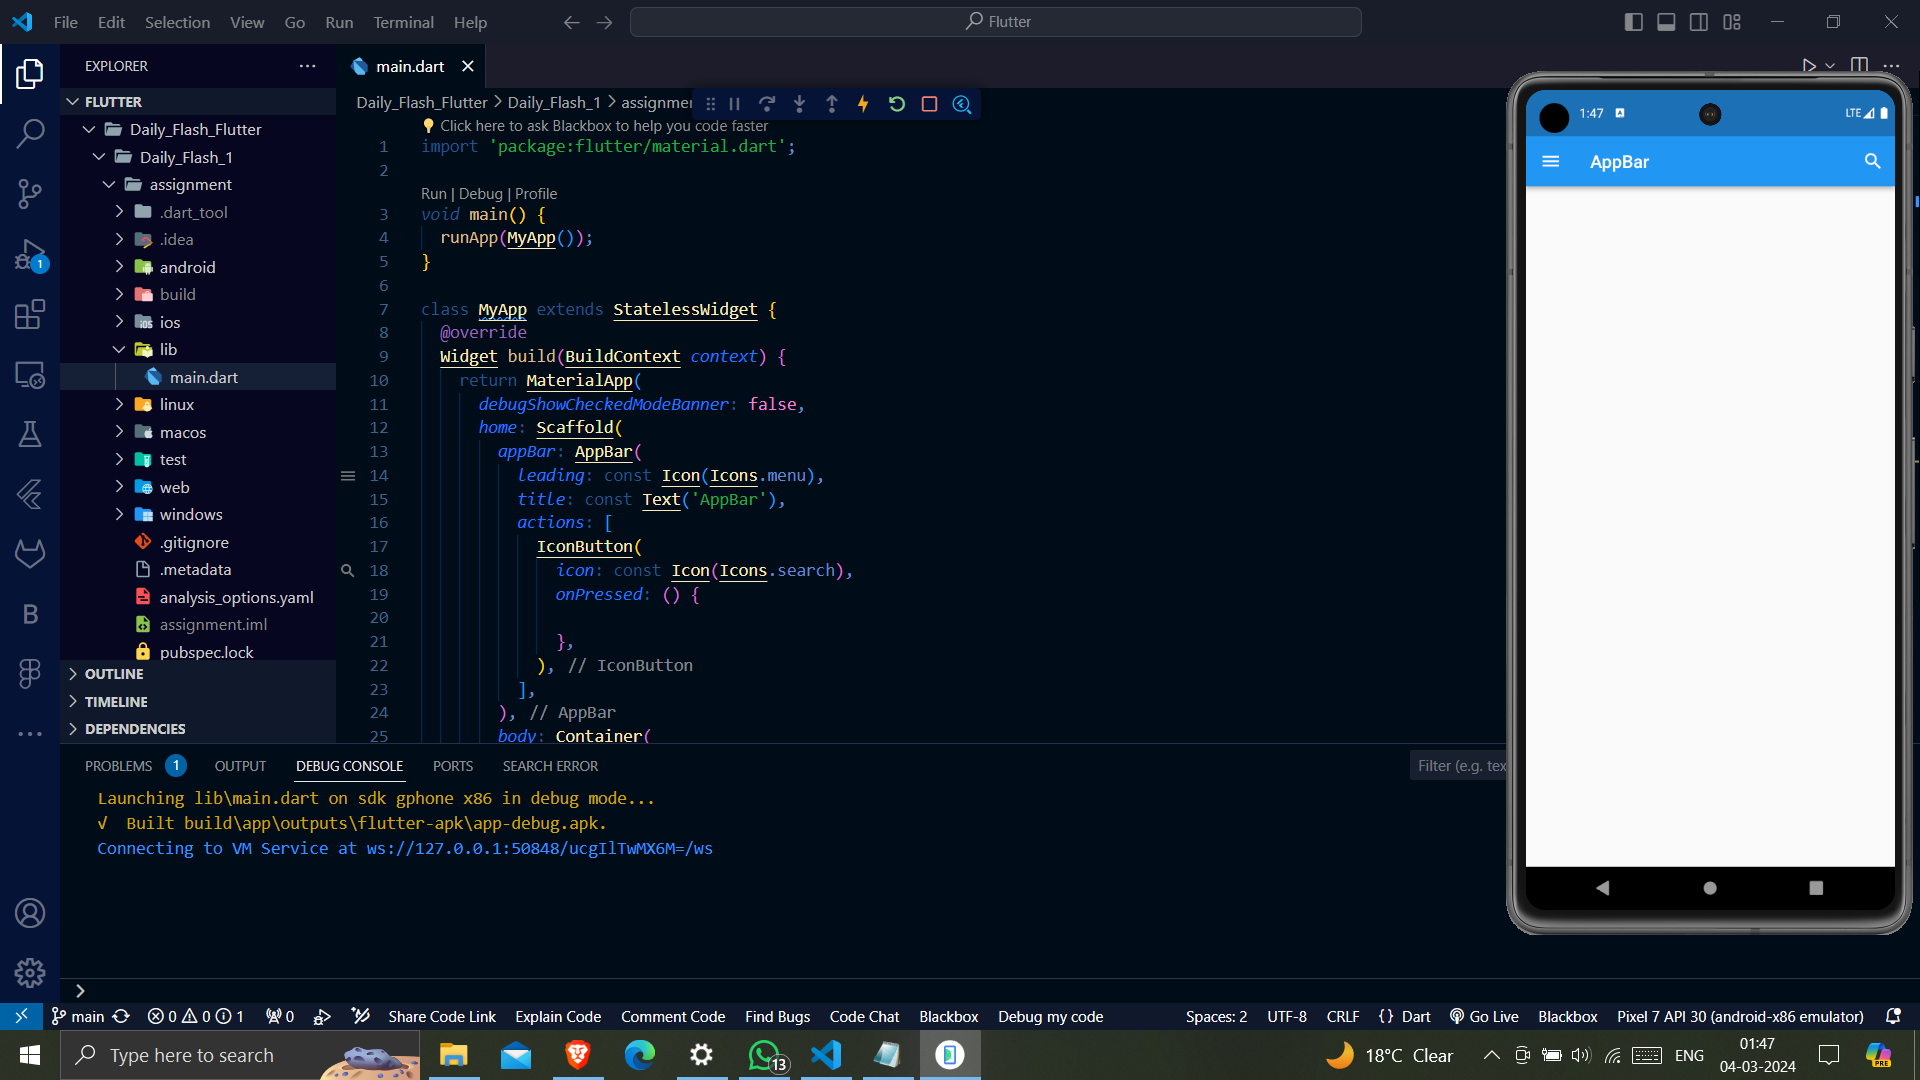 File Edit Selection View Go Run Terminal Help
Flutter
EXPLORER
FLUTTER
Daily_Flash_Flutter
Daily_Flash_1
assignment
.dart_tool
.idea
android
build
ios
lib
main.dart
linux
macos
test
web
windows
.gitignore
.metadata
analysis_options.yaml
assignment.iml
pubspec.lock
OUTLINE
TIMELINE
DEPENDENCIES
1
main.dart
Daily_Flash_Flutter > Daily_Flash_1 >
Click here to ask Blackbox to help you code faster
1 import 'package:flutter/material.dart';
2
Run | Debug | Profile
3 void main() {
4 runApp(MyApp());
5 }
6
7 class MyApp extends StatelessWidget {
8 @override
9 Widget build(BuildContext context) {
10 return MaterialApp(
11 debugShowCheckedModeBanner: false,
12 home: Scaffold(
13 appBar: AppBar(
14 leading: const Icon(Icons.menu),
15 title: const Text('AppBar'),
16 actions: [
17 IconButton(
18 icon: const Icon(Icons.search),
19 onPressed: () {
20
21 },
22 ), // IconButton
23 ],
24 ), // AppBar
25 body: Container(
1:47
LTE
AppBar
PROBLEMS 1 OUTPUT DEBUG CONSOLE PORTS SEARCH ERROR
Filter (e.g. tex
Launching lib\main.dart on sdk gphone x86 in debug mode...
√ Built build\app\outputs\flutter-apk\app-debug.apk.
Connecting to VM Service at ws://127.0.0.1:50848/ucgIlTwMX6M=/ws
main 0 0 1 0 Share Code Link Explain Code Comment Code Find Bugs Code Chat Blackbox Debug my code Spaces: 2 UTF-8 CRLF {} Dart Go Live Blackbox Pixel 7 API 30 (android-x86 emulator)
Type here to search
13
18°C Clear
ENG
01:47
04-03-2024
PRE